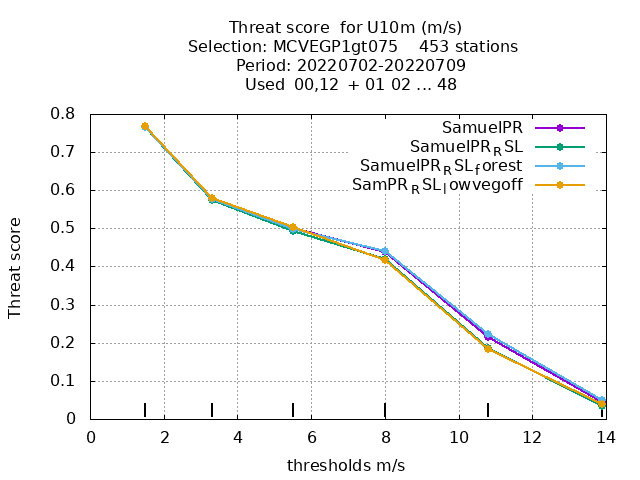 Threat score  for U10m (m/s)
Selection: MCVEGP1gt075    453 stations
Period: 20220702-20220709
Used  00,12  + 01 02 ... 48
SamuelPR
SamuelPR_RSL
SamuelPR_RSL_forest
SamPR_RSL_lowvegoff
Threat score
0.8
0.7
0.6
0.5
0.4
0.3
0.2
0.1
0
0 2 4 6 8 10 12 14
thresholds m/s